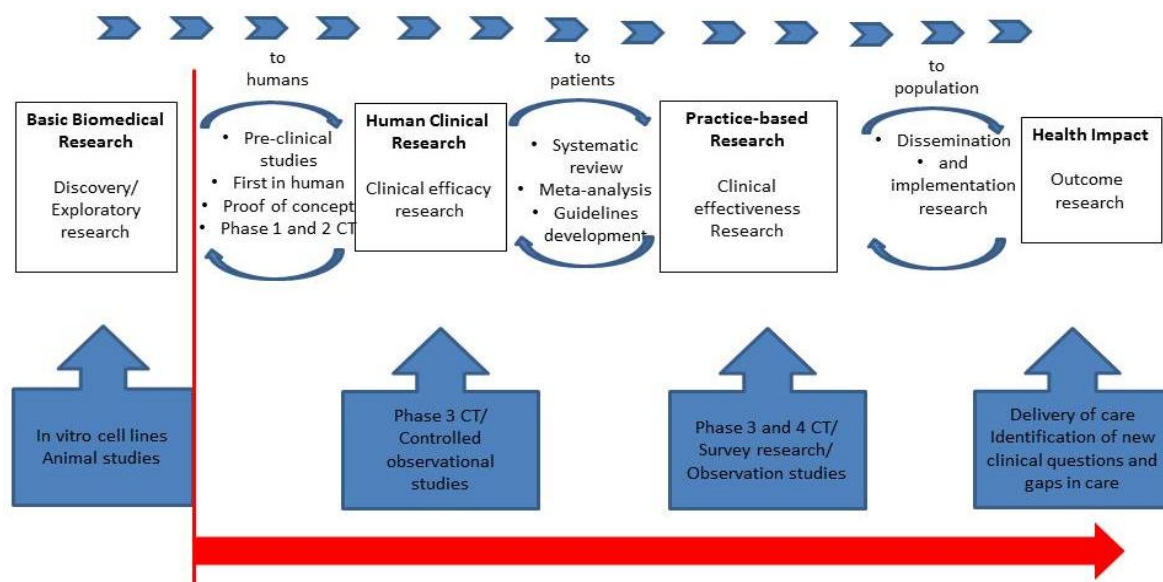 to
humans
to
patients
to
population
Basic Biomedical
Research
Discovery/
Exploratory
research
• Pre-clinical
studies
• First in human
• Proof of concept
• Phase 1 and 2 CT
Human Clinical
Research
Clinical efficacy
research
• Systematic
review
• Meta-analysis
• Guidelines
development
Practice-based
Research
Clinical
effectiveness
Research
• Dissemination
• and
implementation
research
Health Impact
Outcome
research
In vitro cell lines
Animal studies
Phase 3 CT/
Controlled
observational
studies
Phase 3 and 4 CT/
Survey research/
Observation studies
Delivery of care
Identification of new
clinical questions and
gaps in care